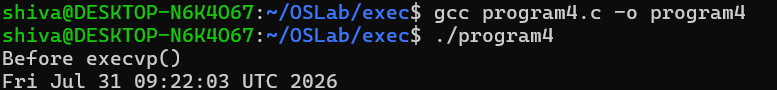 shiva@DESKTOP-N6K4O67:~/OSLab/exec$ gcc program4.c -o program4
shiva@DESKTOP-N6K4O67:~/OSLab/exec$ ./program4
Before execvp()
Fri Jul 31 09:22:03 UTC 2026